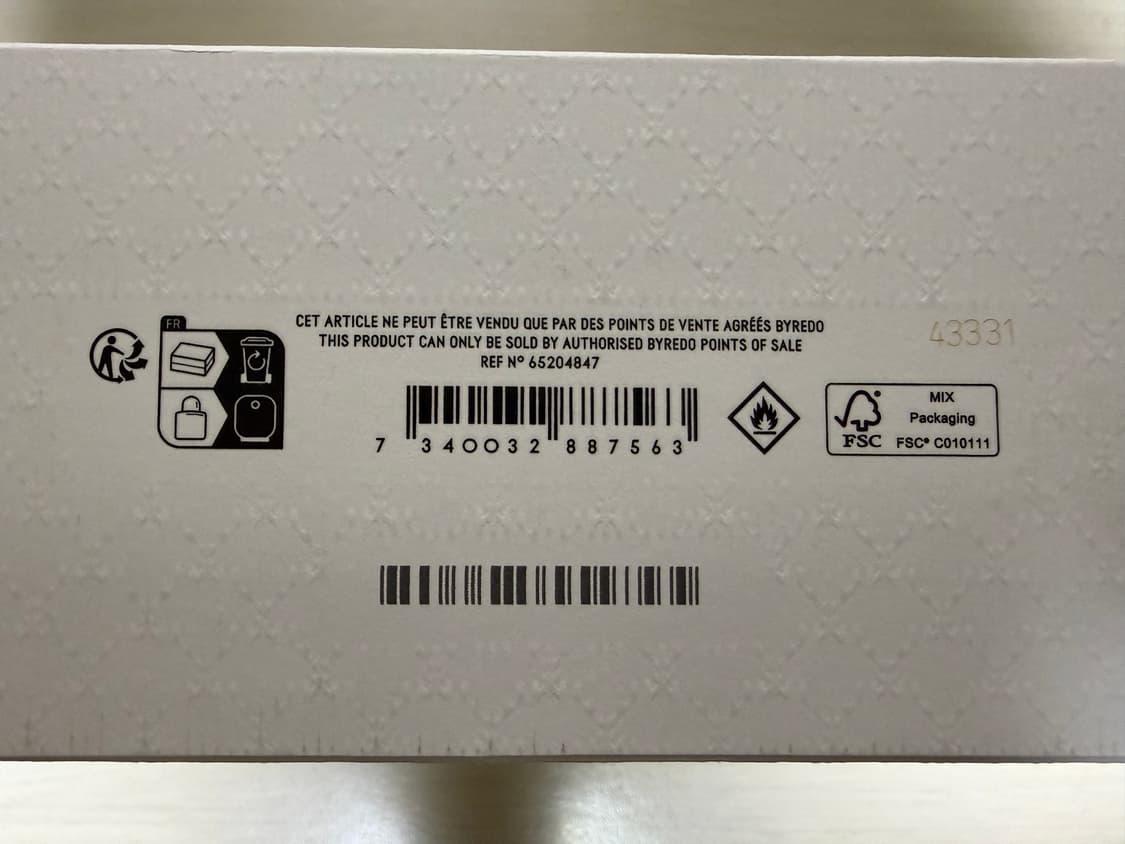 FR
CET ARTICLE NE PEUT ÊTRE VENDU QUE PAR DES POINTS DE VENTE AGRÉÉS BYREDO
THIS PRODUCT CAN ONLY BE SOLD BY AUTHORISED BYREDO POINTS OF SALE
REF Nº 65204847
43331
7 340032 887563
FSC
MIX
Packaging
FSC® C010111